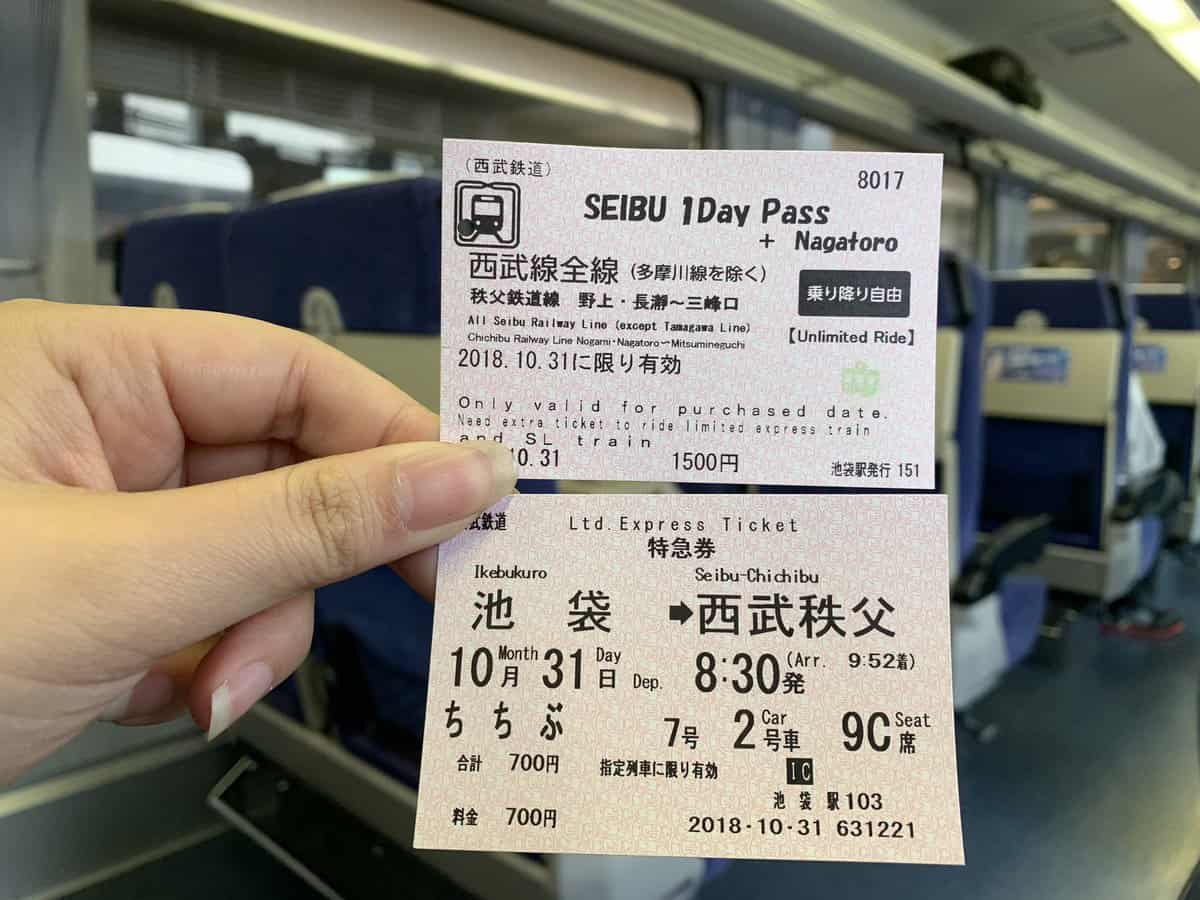 (西武鉄道)
8017
SEIBU 1Day Pass
+ Nagatoro
西武線全線(多摩川線を除く)
秩父鉄道線 野上・長瀞~三峰口
乗り降り自由
All Seibu Railway Line (except Tamagawa Line)
Chichibu Railway Line Nogami・Nagatoro~Mitsumineguchi
【Unlimited Ride】
2018.10.31に限り有効
Only valid for purchased date.
Need extra ticket to ride limited express train
and SL train
0.31 1500円 池袋駅発行 151
武鉄道 Ltd.Express Ticket
特急券
Ikebukuro Seibu-Chichibu
池 袋 ➡西武秩父
10 Month 月 31 Day 日 Dep. 8:30発 (Arr. 9:52着)
ちちぶ 7号 2 Car 号車 9C Seat 席
合計 700円 指定列車に限り有効 IC
池 袋 駅103
料金 700円 2018-10-31 631221